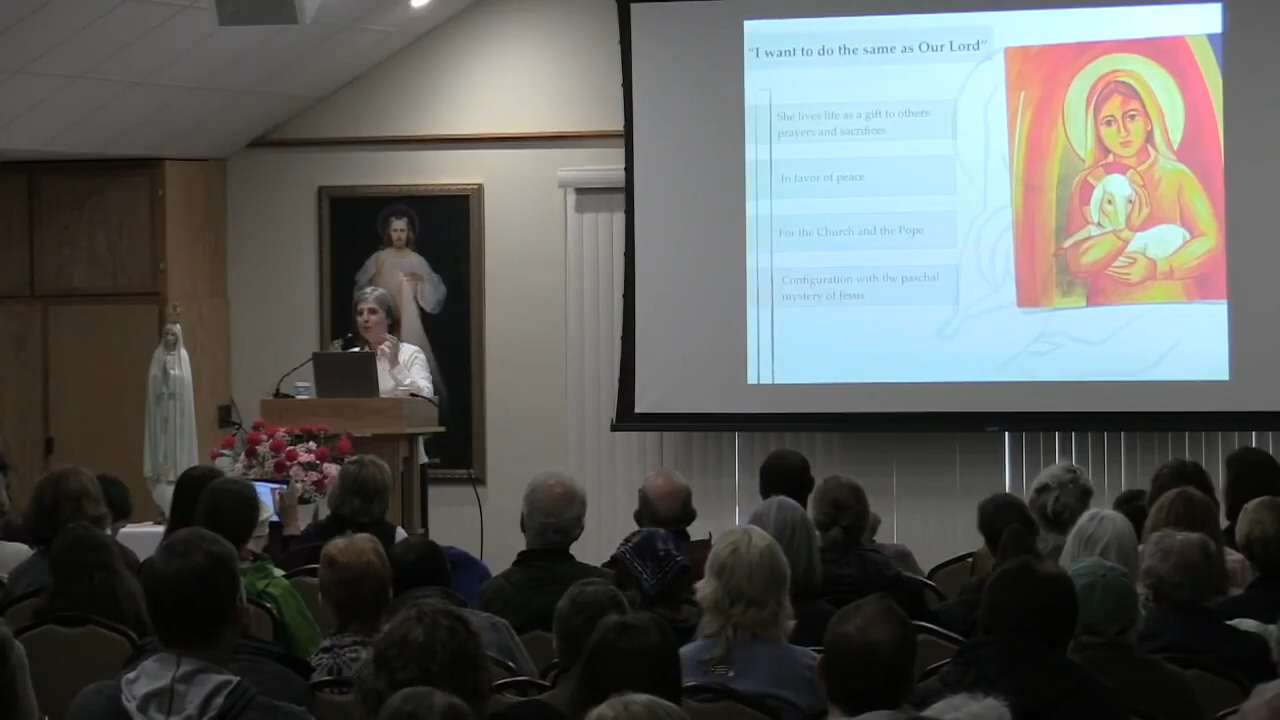 "I want to do the same as Our Lord"
She lives life as a gift to others:
prayers and sacrifices
In favor of peace
For the Church and the Pope
Configuration with the paschal
mystery of Jesus